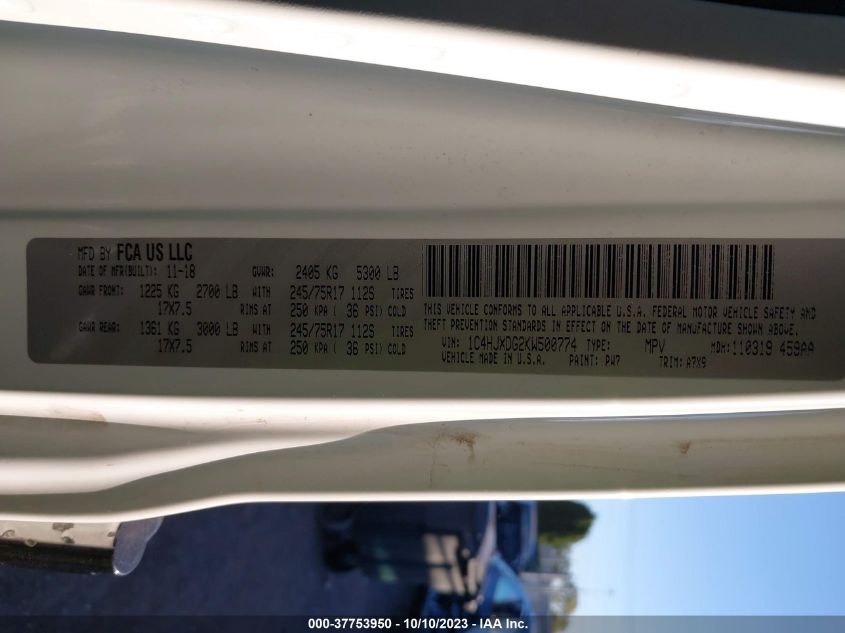 MFD BY FCA US LLC
DATE OF MFR(BUILT): 11-18 GVWR: 2405 KG 5300 LB
GAWR FRONT: 1225 KG 2700 LB WITH 245/75R17 112S TIRES
17X7.5 RIMS AT 250 KPA ( 36 PSI) COLD
GAWR REAR: 1361 KG 3000 LB WITH 245/75R17 112S TIRES
17X7.5 RIMS AT 250 KPA ( 36 PSI) COLD
THIS VEHICLE CONFORMS TO ALL APPLICABLE U.S.A. FEDERAL MOTOR VEHICLE SAFETY AND
THEFT PREVENTION STANDARDS IN EFFECT ON THE DATE OF MANUFACTURE SHOWN ABOVE.
VIN: 1C4HJXDG2KW500774 TYPE: MPV MDH: 110319 459AA
VEHICLE MADE IN U.S.A. PAINT: PW7 TRIM: A7X9
000-37753950 - 10/10/2023 - IAA Inc.